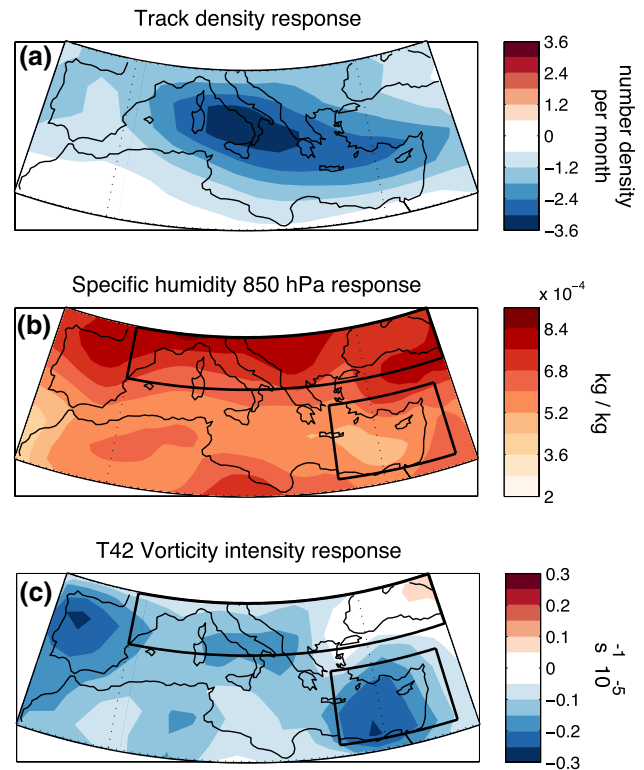 Track density response
(a)
3.6
2.4
1.2
0
−1.2
−2.4
−3.6
number density
per month
Specific humidity 850 hPa response
(b)
x 10⁻⁴
8.4
6.8
5.2
3.6
2
kg / kg
T42 Vorticity intensity response
(c)
0.3
0.2
0.1
0
−0.1
−0.2
−0.3
s⁻¹ 10⁻⁵